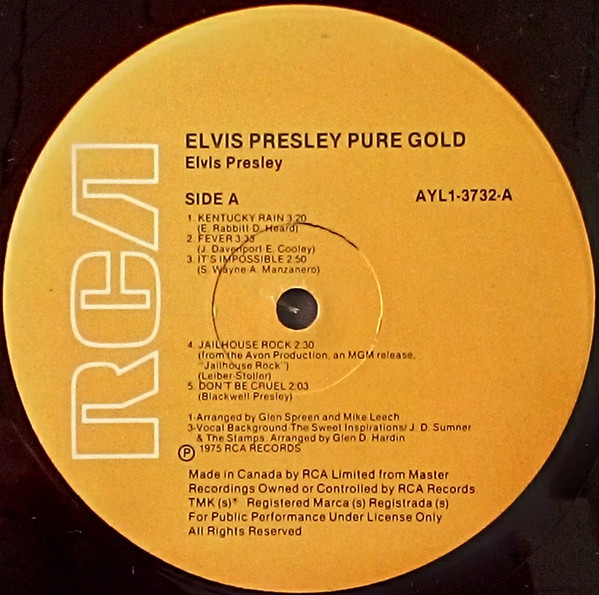 RCA
ELVIS PRESLEY PURE GOLD
Elvis Presley
SIDE A AYL1-3732-A
1. KENTUCKY RAIN 3:20
(E. Rabbitt-D. Heard)
2. FEVER 3:33
(J. Davenport-E. Cooley)
3. IT'S IMPOSSIBLE 2:50
(S. Wayne-A. Manzanero)
4. JAILHOUSE ROCK 2:30
(from the Avon Production, an MGM release,
"Jailhouse Rock")
(Leiber-Stoller)
5. DON'T BE CRUEL 2:03
(Blackwell-Presley)
1-Arranged by Glen Spreen and Mike Leech
3-Vocal Background-The Sweet Inspirations/ J. D. Sumner
& The Stamps. Arranged by Glen D. Hardin
℗ 1975 RCA RECORDS
Made in Canada by RCA Limited from Master
Recordings Owned or Controlled by RCA Records.
TMK (s)* Registered Marca (s) Registrada (s)
For Public Performance Under License Only
All Rights Reserved